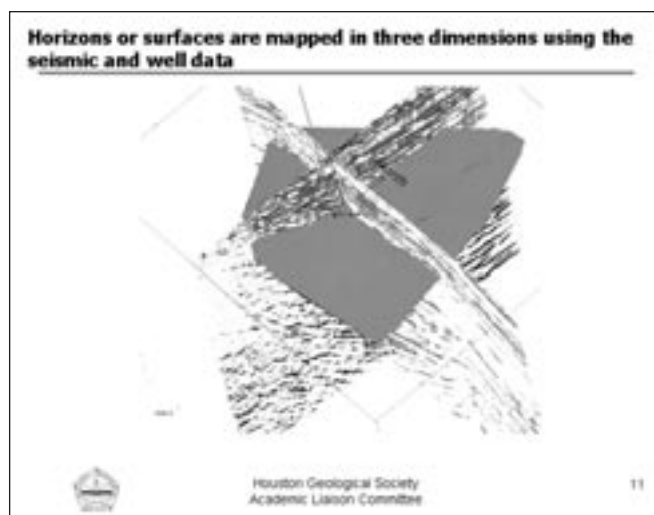 Horizons or surfaces are mapped in three dimensions using the
seismic and well data
Houston Geological Society
Academic Liaison Committee
11